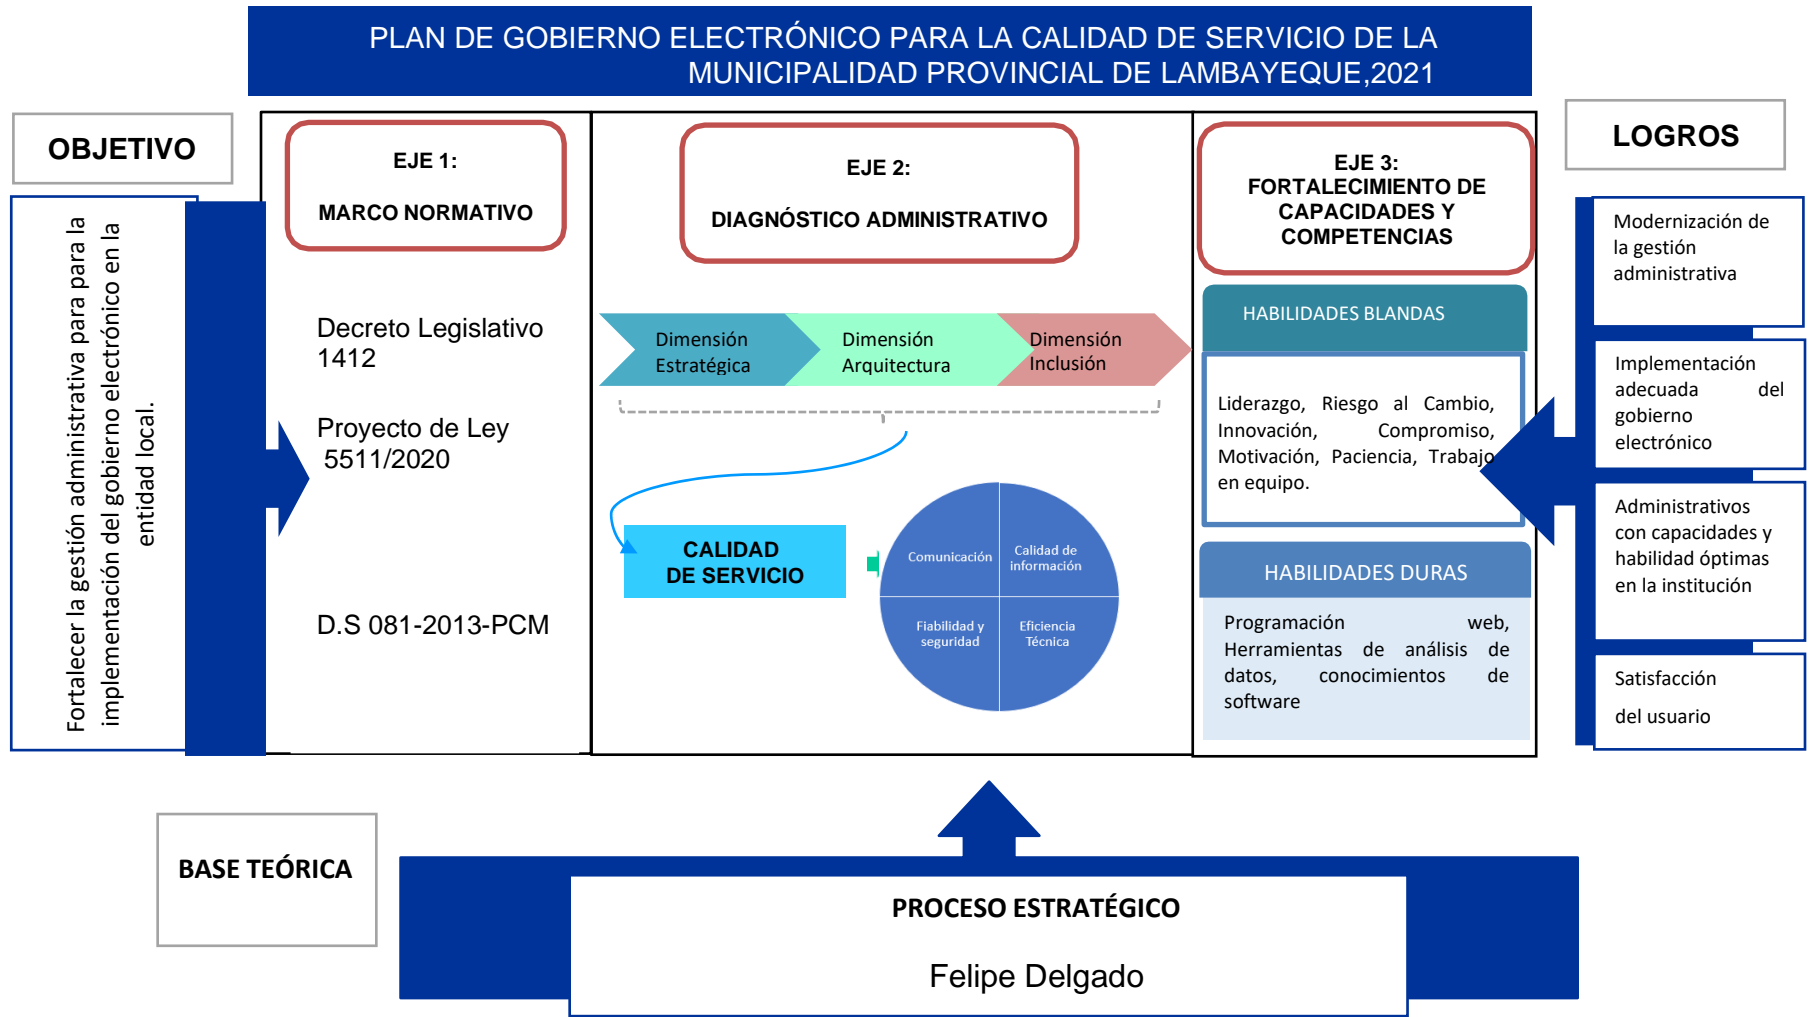 PLAN DE GOBIERNO ELECTRÓNICO PARA LA CALIDAD DE SERVICIO DE LA
MUNICIPALIDAD PROVINCIAL DE LAMBAYEQUE,2021
OBJETIVO
Fortalecer la gestión administrativa para para la
implementación del gobierno electrónico en la
entidad local.
EJE 1:
MARCO NORMATIVO
Decreto Legislativo
1412
Proyecto de Ley
5511/2020
D.S 081-2013-PCM
EJE 2:
DIAGNÓSTICO ADMINISTRATIVO
Dimensión
Estratégica
Dimensión
Arquitectura
Dimensión
Inclusión
CALIDAD
DE SERVICIO
Comunicación
Calidad de
información
Fiabilidad y
seguridad
Eficiencia
Técnica
EJE 3:
FORTALECIMIENTO DE
CAPACIDADES Y
COMPETENCIAS
HABILIDADES BLANDAS
Liderazgo, Riesgo al Cambio,
Innovación, Compromiso,
Motivación, Paciencia, Trabajo
en equipo.
HABILIDADES DURAS
Programación web,
Herramientas de análisis de
datos, conocimientos de
software
LOGROS
Modernización de
la gestión
administrativa
Implementación
adecuada del
gobierno
electrónico
Administrativos
con capacidades y
habilidad óptimas
en la institución
Satisfacción
del usuario
BASE TEÓRICA
PROCESO ESTRATÉGICO
Felipe Delgado